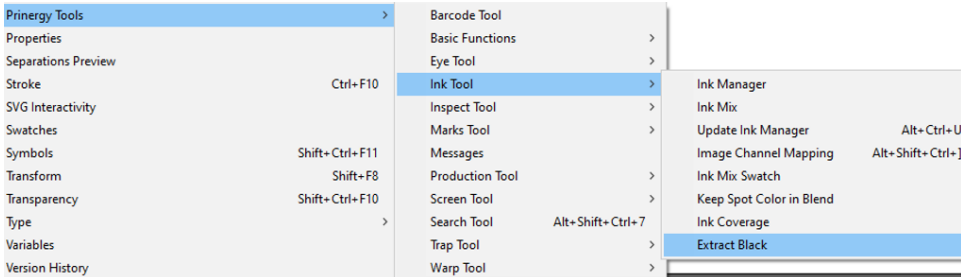 Prinergy Tools >
Properties
Separations Preview
Stroke Ctrl+F10
SVG Interactivity
Swatches
Symbols Shift+Ctrl+F11
Transform Shift+F8
Transparency Shift+Ctrl+F10
Type >
Variables
Version History
Barcode Tool
Basic Functions >
Eye Tool >
Ink Tool >
Inspect Tool >
Marks Tool >
Messages
Production Tool >
Screen Tool >
Search Tool Alt+Shift+Ctrl+7
Trap Tool >
Warp Tool >
Ink Manager
Ink Mix
Update Ink Manager Alt+Ctrl+U
Image Channel Mapping Alt+Shift+Ctrl+]
Ink Mix Swatch
Keep Spot Color in Blend
Ink Coverage
Extract Black